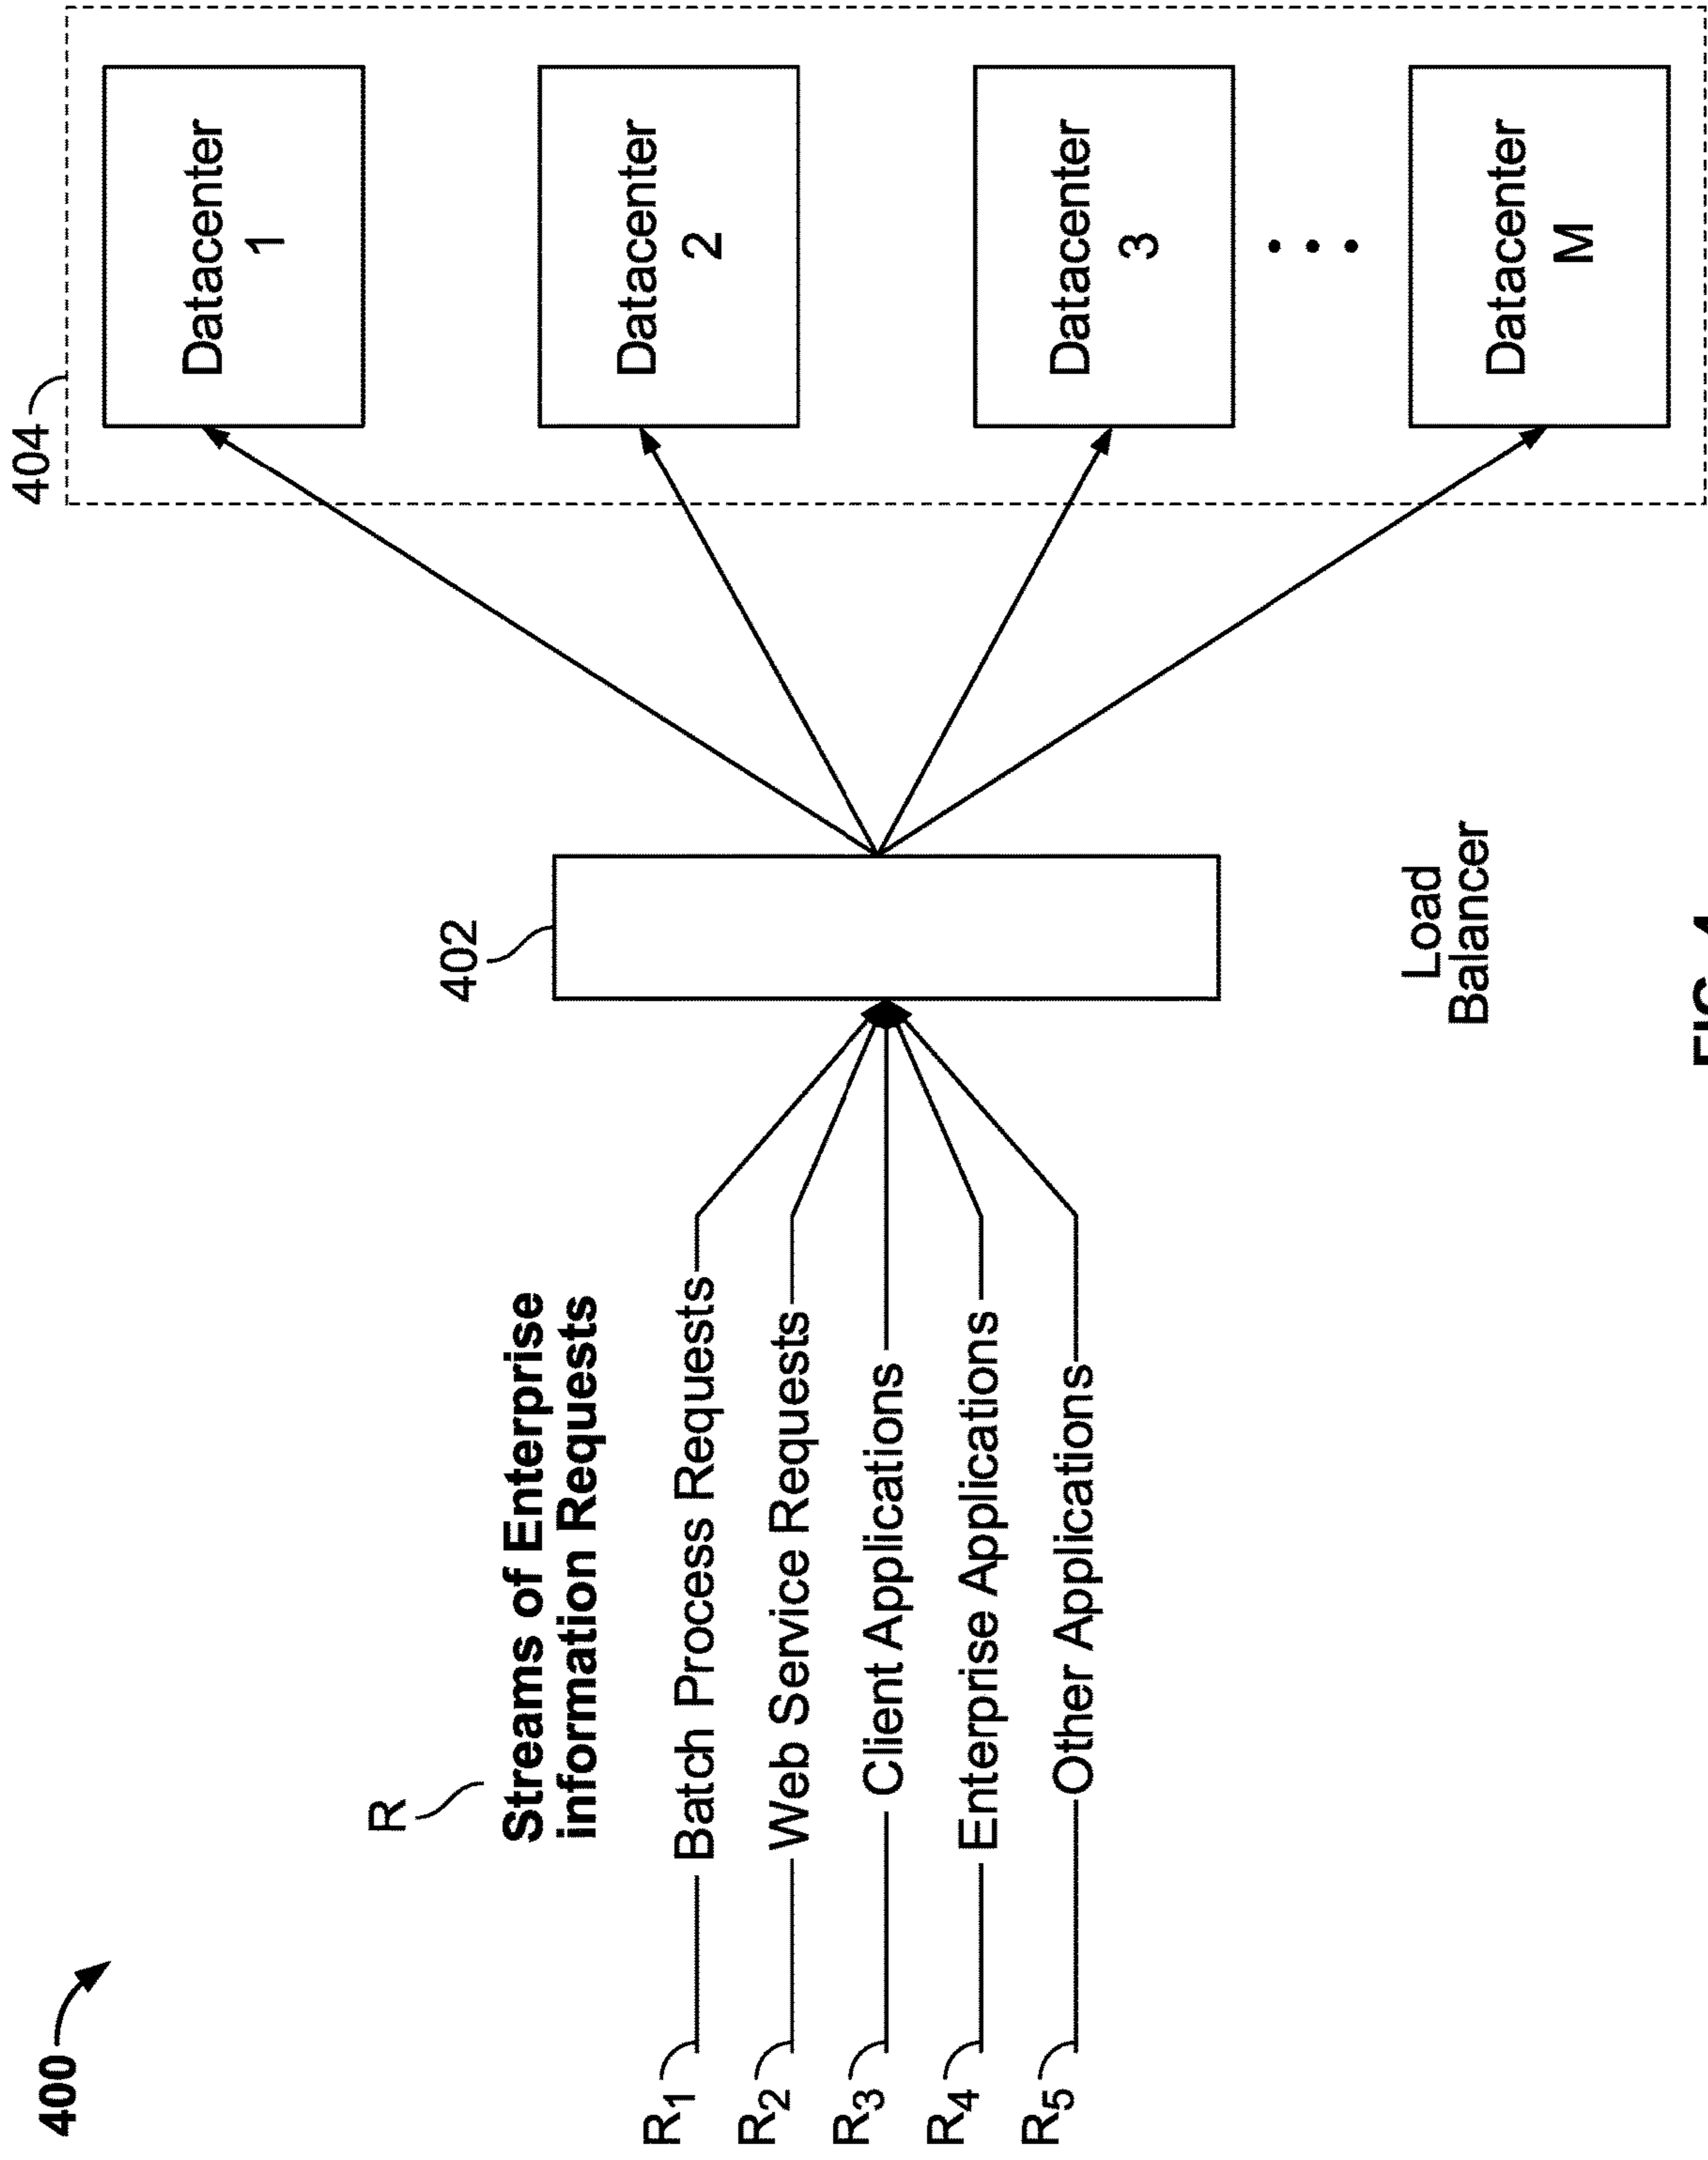 400
R
Streams of Enterprise
information Requests
R1
Batch Process Requests
R2
Web Service Requests
R3
Client Applications
R4
Enterprise Applications
R5
Other Applications
402
Load
Balancer
404
Datacenter
1
Datacenter
2
Datacenter
3
Datacenter
M